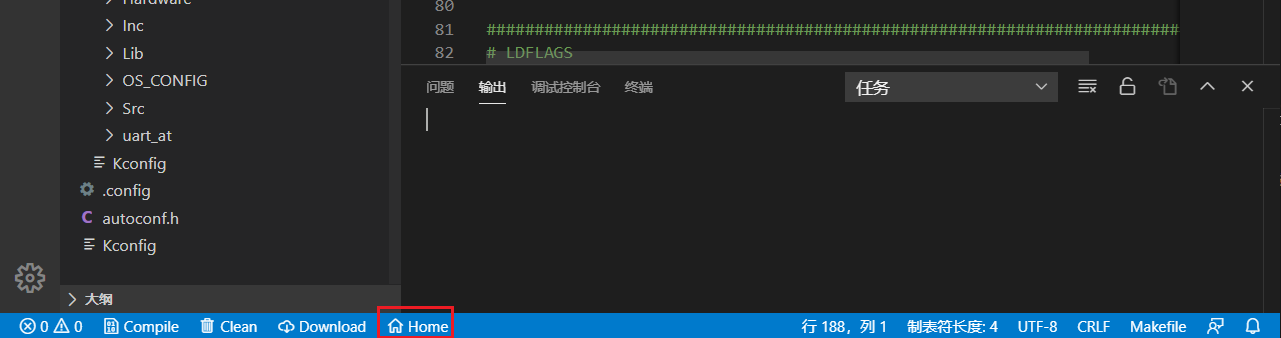 Hardware
Inc
Lib
OS_CONFIG
Src
uart_at
Kconfig
.config
C autoconf.h
Kconfig
大纲
80
81 ########################################################################
82 # LDFLAGS
问题 输出 调试控制台 终端 任务
0 0 Compile Clean Download Home 行 188，列 1 制表符长度: 4 UTF-8 CRLF Makefile